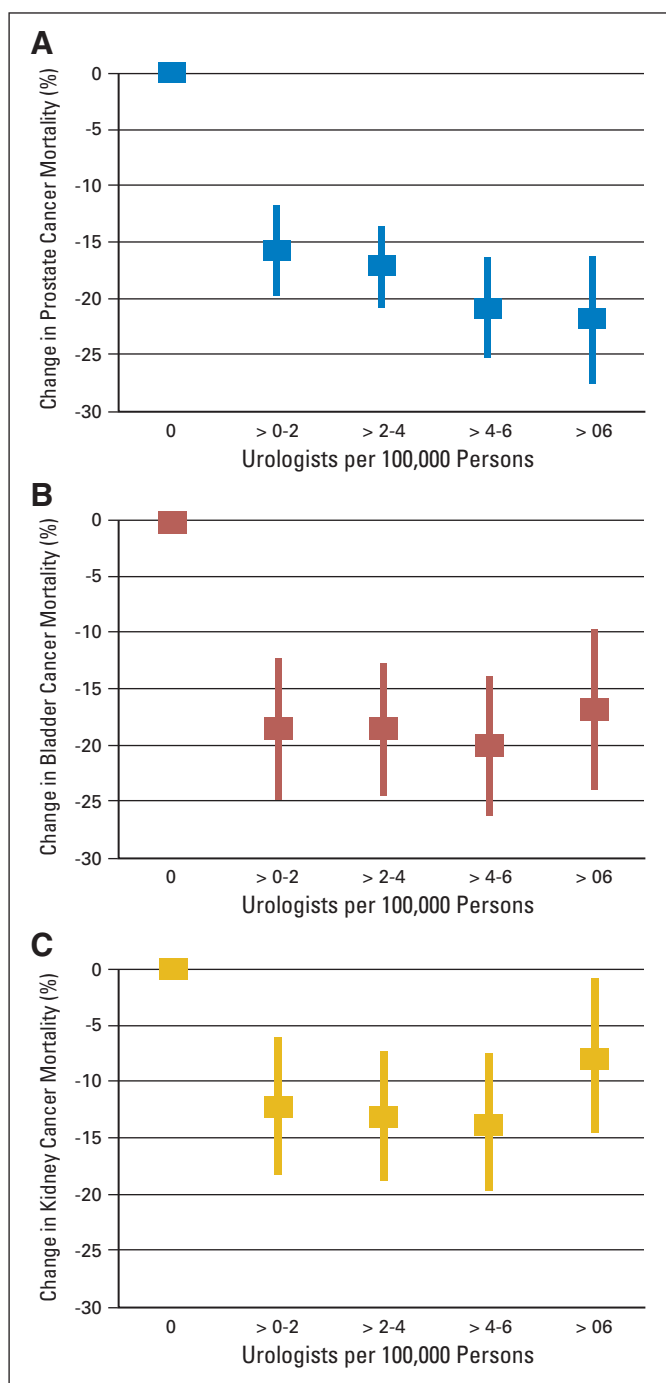 A
Change in Prostate Cancer Mortality (%)
0
-5
-10
-15
-20
-25
-30
0 > 0-2 > 2-4 > 4-6 > 06
Urologists per 100,000 Persons
B
Change in Bladder Cancer Mortality (%)
0
-5
-10
-15
-20
-25
-30
0 > 0-2 > 2-4 > 4-6 > 06
Urologists per 100,000 Persons
C
Change in Kidney Cancer Mortality (%)
0
-5
-10
-15
-20
-25
-30
0 > 0-2 > 2-4 > 4-6 > 06
Urologists per 100,000 Persons